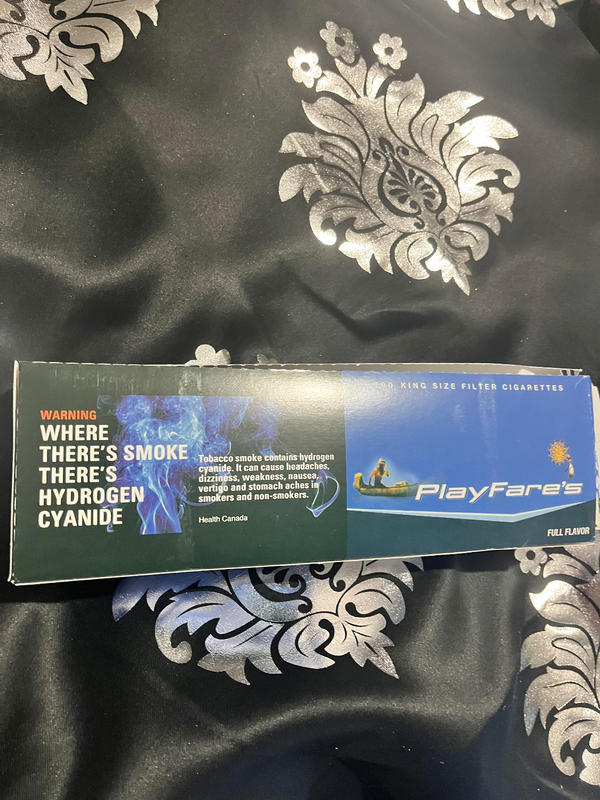 WARNING
WHERE
THERE'S SMOKE
THERE'S
HYDROGEN
CYANIDE
Tobacco smoke contains hydrogen
cyanide. It can cause headaches,
dizziness, weakness, nausea,
vertigo and stomach aches in
smokers and non-smokers.
Health Canada
KING SIZE FILTER CIGARETTES
PlayFare's
FULL FLAVOR